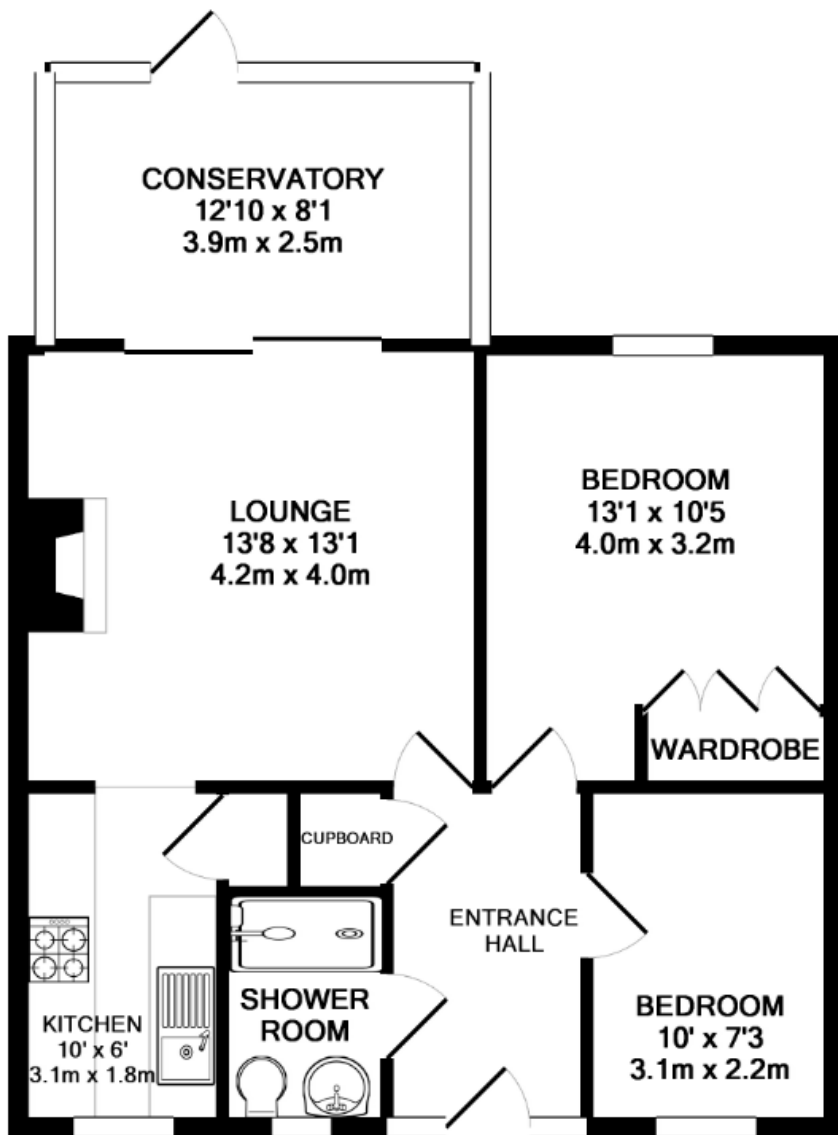 CONSERVATORY
12'10 x 8'1
3.9m x 2.5m
LOUNGE
13'8 x 13'1
4.2m x 4.0m
BEDROOM
13'1 x 10'5
4.0m x 3.2m
WARDROBE
CUPBOARD
ENTRANCE
HALL
SHOWER
ROOM
KITCHEN
10' x 6'
3.1m x 1.8m
BEDROOM
10' x 7'3
3.1m x 2.2m